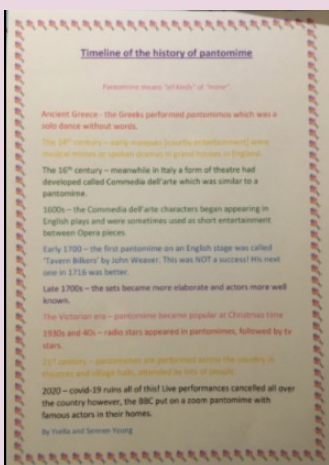 Timeline of the history of pantomime
Pantomime means "all kinds" of "mime".
Ancient Greece - the Greeks performed pantomimos which was a
solo dance without words.
The 14th century – early masques (courtly entertainment) were
musical mimes or spoken dramas in grand houses in England.
The 16th century – meanwhile in Italy a form of theatre had
developed called Commedia dell'arte which was similar to a
pantomime.
1600s – the Commedia dell'arte characters began appearing in
English plays and were sometimes used as short entertainment
between Opera pieces
Early 1700 – the first pantomime on an English stage was called
'Tavern Bilkers' by John Weaver. This was NOT a success! His next
one in 1716 was better.
Late 1700s – the sets became more elaborate and actors more well
known.
The Victorian era – pantomime became popular at Christmas time
1930s and 40s – radio stars appeared in pantomimes, followed by tv
stars.
21st century – pantomimes are performed across the country in
theatres and village halls, attended by lots of people.
2020 – covid-19 ruins all of this! Live performances cancelled all over
the country however, the BBC put on a zoom pantomime with
famous actors in their homes.
By and Young